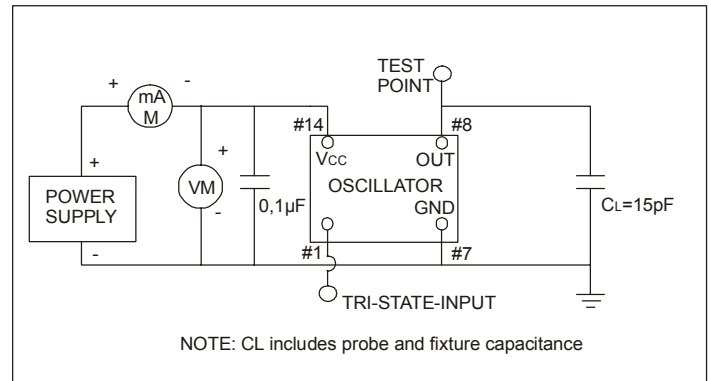 TEST
POINT
+ -
mA
M
#14 #8
+ + VCC OUT
VM OSCILLATOR
POWER
SUPPLY
0,1µF GND CL=15pF
- -
#1 #7
TRI-STATE-INPUT
NOTE: CL includes probe and fixture capacitance